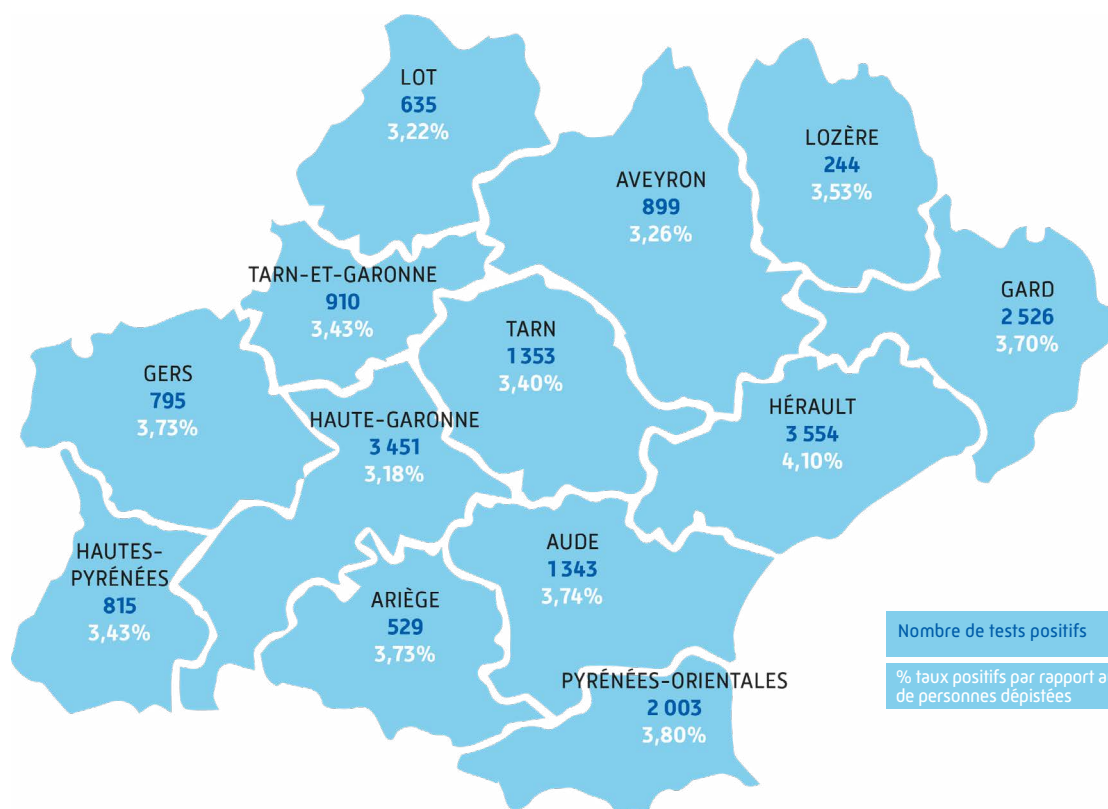 LOT
635
3,22%
LOZÈRE
244
3,53%
AVEYRON
899
3,26%
TARN-ET-GARONNE
910
3,43%
GARD
2 526
3,70%
TARN
1 353
3,40%
GERS
795
3,73%
HAUTE-GARONNE
3 451
3,18%
HÉRAULT
3 554
4,10%
HAUTES-
PYRÉNÉES
815
3,43%
AUDE
1 343
3,74%
ARIÈGE
529
3,73%
PYRÉNÉES-ORIENTALES
2 003
3,80%
Nombre de tests positifs
% taux positifs par rapport a
de personnes dépistées